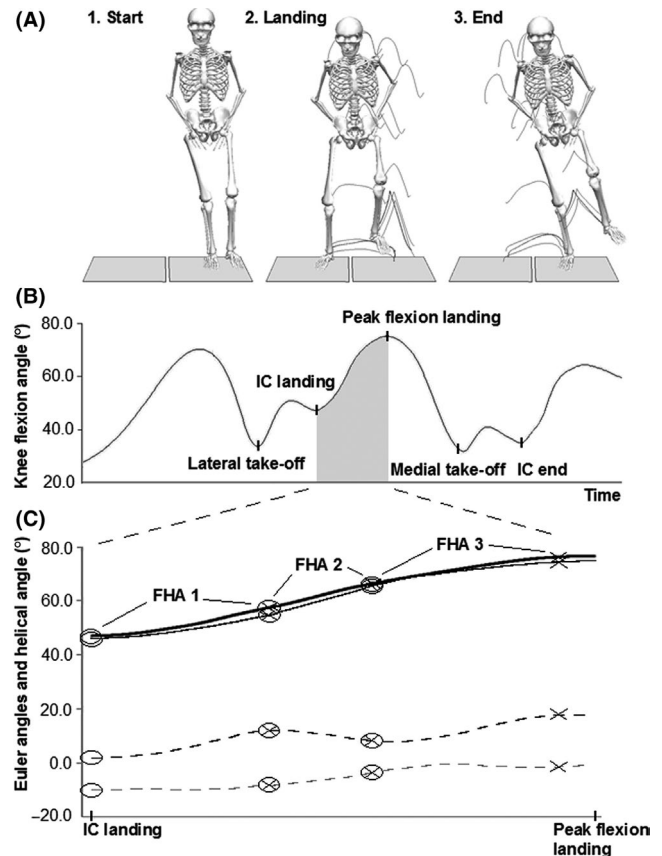 (A)
1. Start
2. Landing
3. End
(B)
Knee flexion angle (°)
80.0
60.0
40.0
20.0
Peak flexion landing
IC landing
Lateral take-off
Medial take-off
IC end
Time
(C)
Euler angles and helical angle (°)
80.0
60.0
40.0
20.0
0.0
–20.0
FHA 1
FHA 2
FHA 3
IC landing
Peak flexion
landing